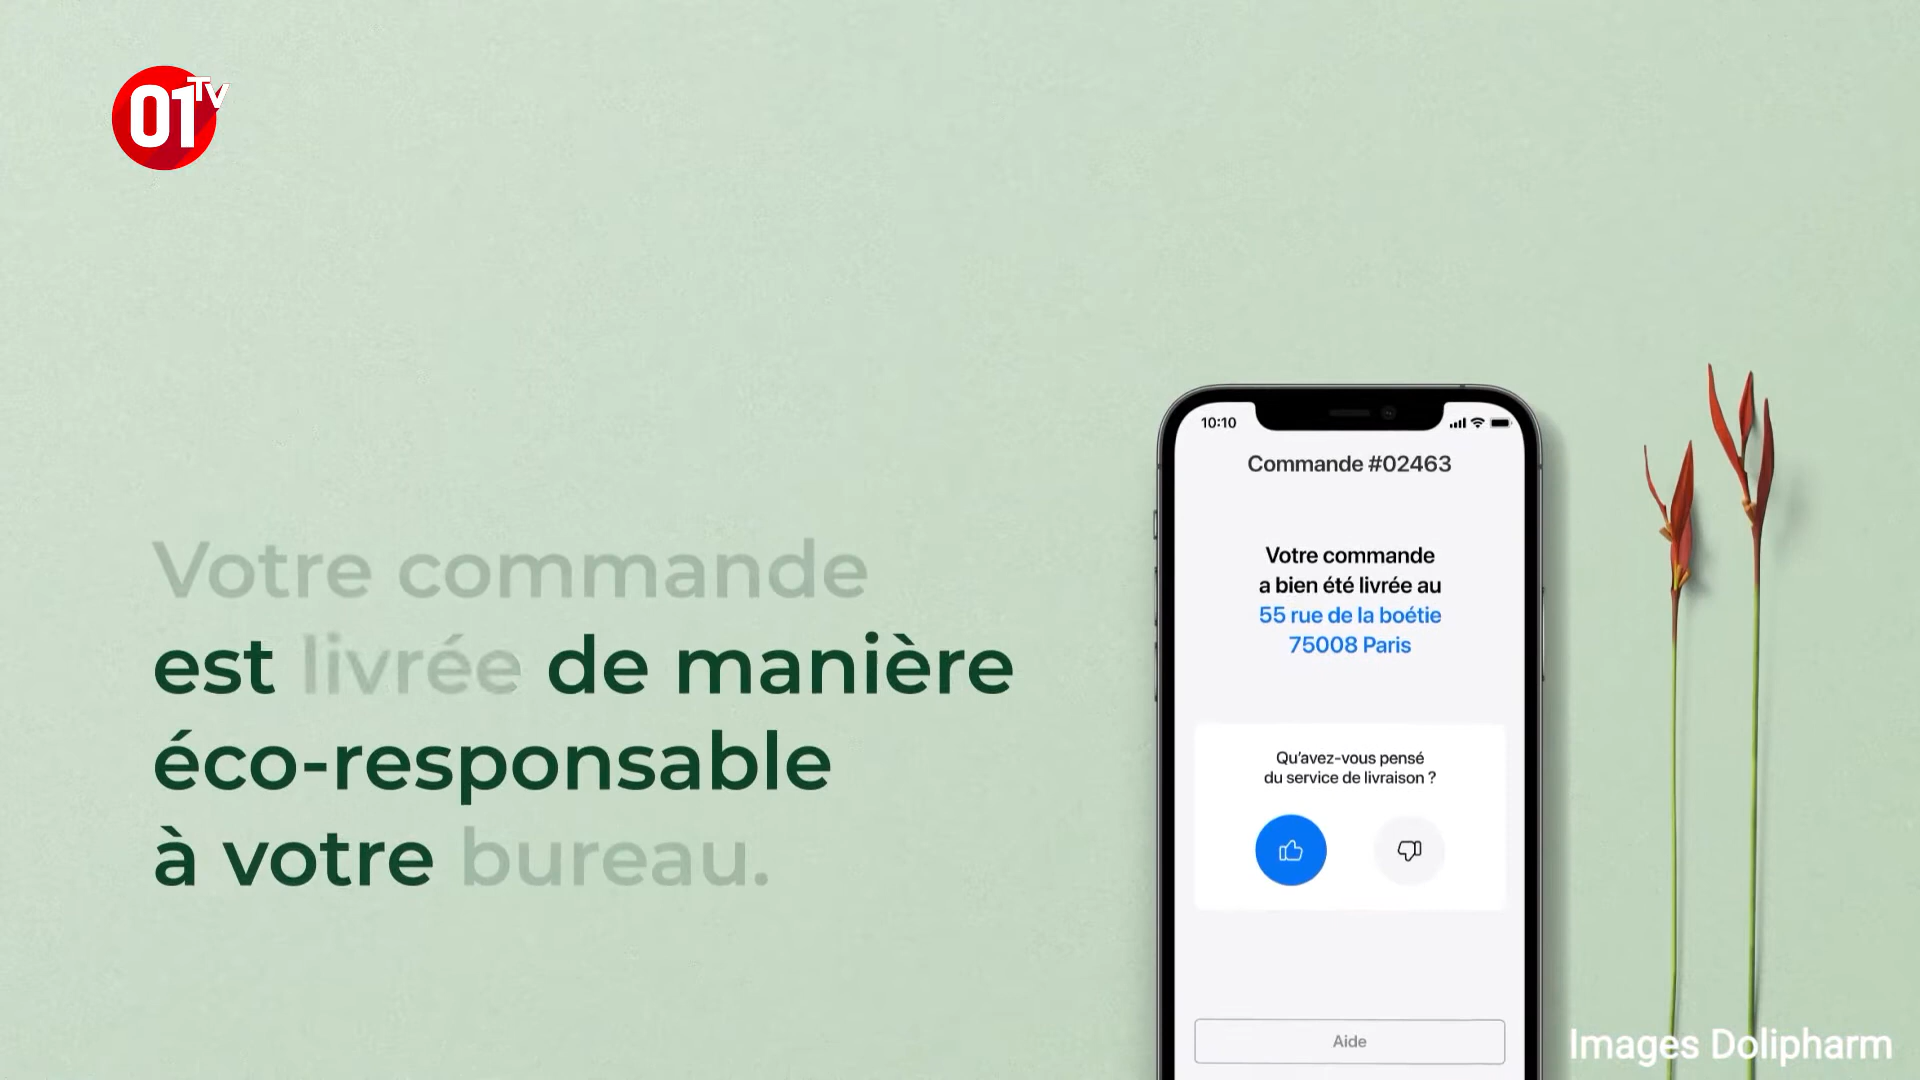 01TV
Votre commande
est livrée de manière
éco-responsable
à votre bureau.
10:10
Commande #02463
Votre commande
a bien été livrée au
55 rue de la boétie
75008 Paris
Qu'avez-vous pensé
du service de livraison ?
Aide
Images Dolipharm